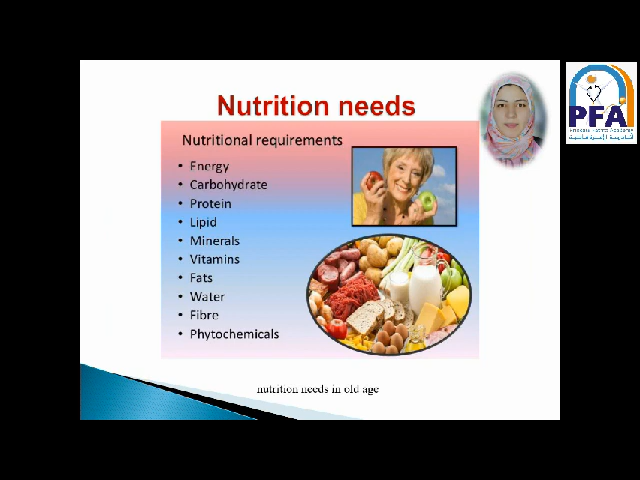 Nutrition needs
Nutritional requirements
• Energy
• Carbohydrate
• Protein
• Lipid
• Minerals
• Vitamins
• Fats
• Water
• Fibre
• Phytochemicals
nutrition needs in old age
PFA